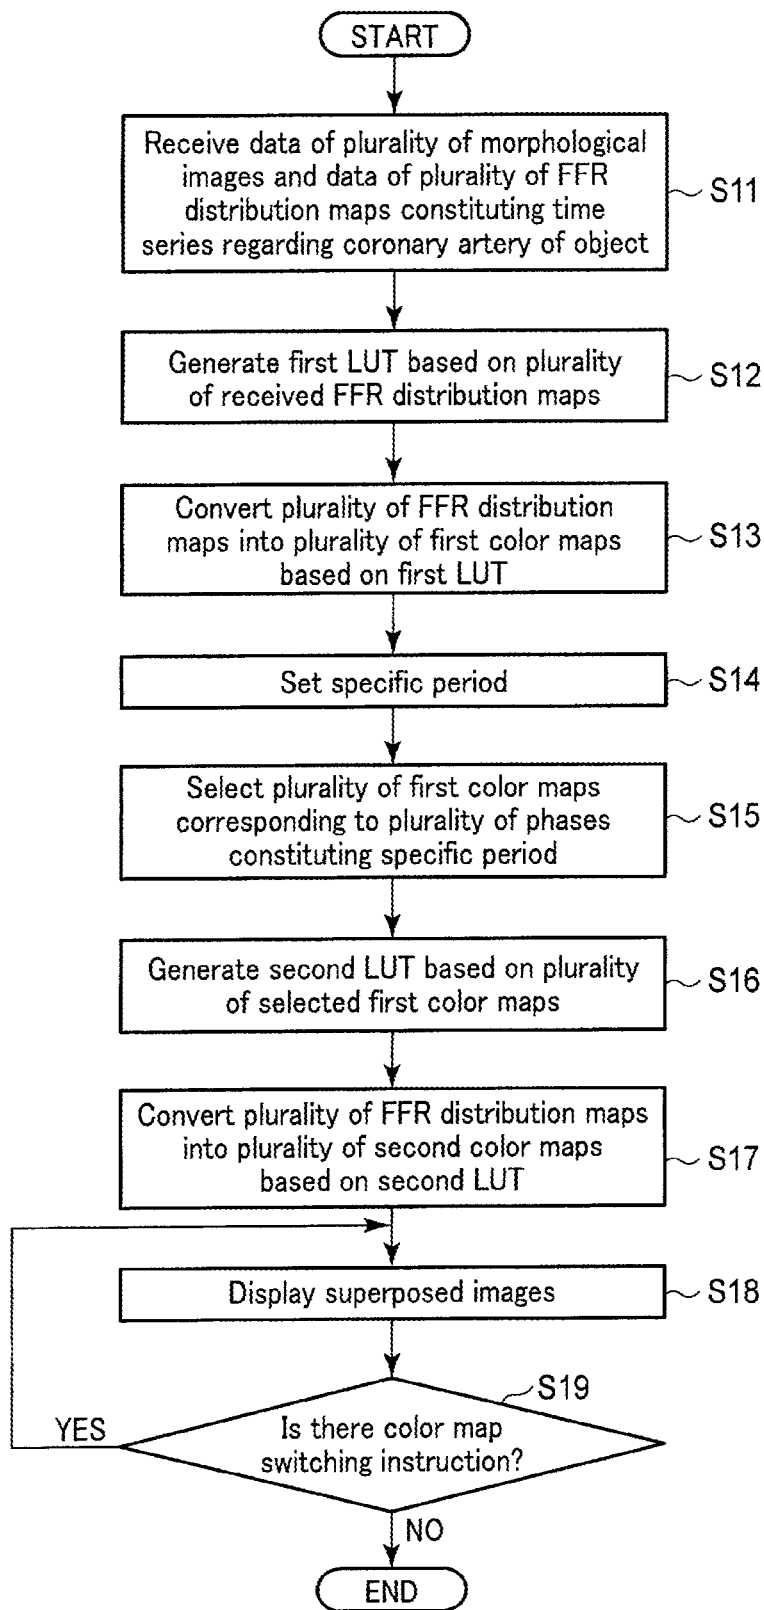 START
Receive data of plurality of morphological
images and data of plurality of FFR
distribution maps constituting time
series regarding coronary artery of object
S11
Generate first LUT based on plurality
of received FFR distribution maps
S12
Convert plurality of FFR distribution
maps into plurality of first color maps
based on first LUT
S13
Set specific period
S14
Select plurality of first color maps
corresponding to plurality of phases
constituting specific period
S15
Generate second LUT based on plurality
of selected first color maps
S16
Convert plurality of FFR distribution maps
into plurality of second color maps
based on second LUT
S17
Display superposed images
S18
S19
YES
Is there color map
switching instruction?
NO
END